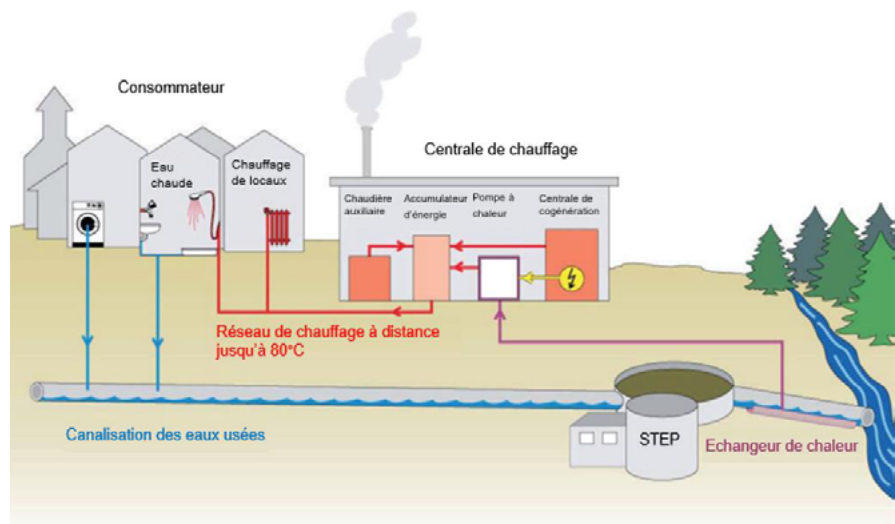 Consommateur
Eau
chaude
Chauffage
de locaux
Centrale de chauffage
Chaudière
auxiliaire
Accumulateur
d'énergie
Pompe à
chaleur
Centrale de
cogénération
Réseau de chauffage à distance
jusqu'à 80°C
Canalisation des eaux usées
STEP
Echangeur de chaleur